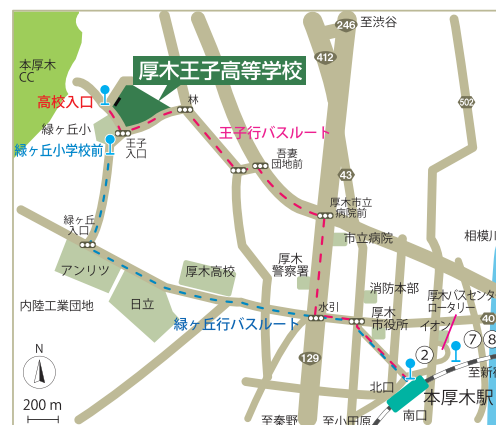 246
至渋谷
412
厚木王子高等学校
本厚木
CC
502
高校入口
林
緑ヶ丘小
王子
入口
王子行バスルート
緑ヶ丘小学校前
吾妻
団地前
43
厚木市立
病院前
緑ヶ丘
入口
市立病院
相模川
アンリツ
厚木高校
厚木
警察署
消防本部
内陸工業団地
日立
水引
厚木
市役所
厚木バスセンタ
ロータリー
イオン
40
緑ヶ丘行バスルート
129
②
⑦
⑧
至新宿
N
北口
本厚木駅
200 m
南口
至秦野
至小田原